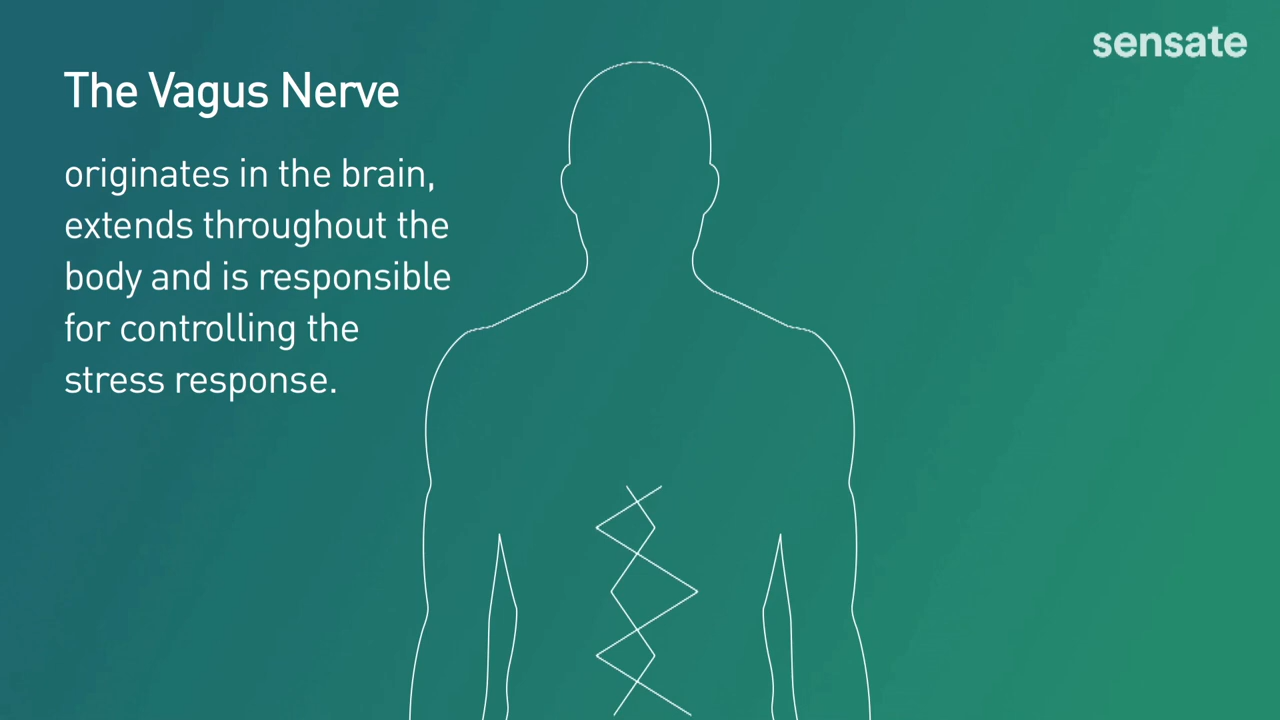 sensate
The Vagus Nerve
originates in the brain,
extends throughout the
body and is responsible
for controlling the
stress response.